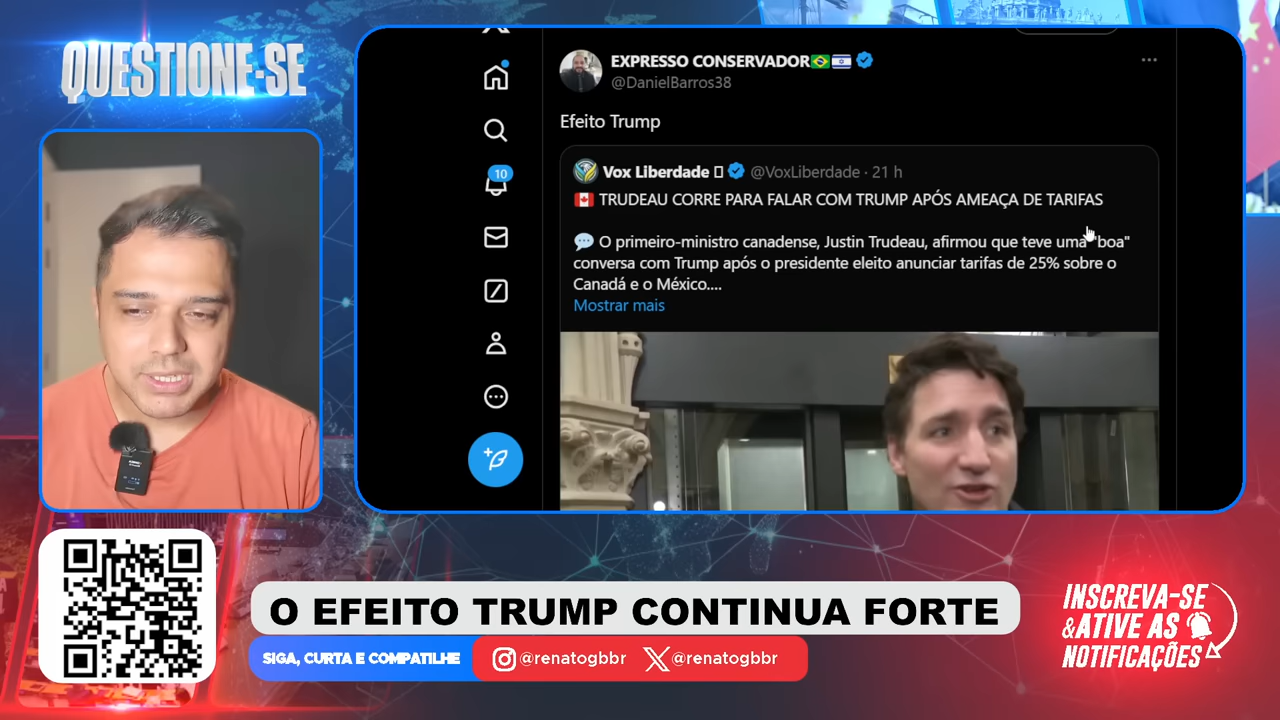 QUESTIONE-SE
EXPRESSO CONSERVADOR
@DanielBarros38
Efeito Trump
10
Vox Liberdade
@VoxLiberdade · 21 h
TRUDEAU CORRE PARA FALAR COM TRUMP APÓS AMEAÇA DE TARIFAS
O primeiro-ministro canadense, Justin Trudeau, afirmou que teve uma "boa"
conversa com Trump após o presidente eleito anunciar tarifas de 25% sobre o
Canadá e o México....
Mostrar mais
O EFEITO TRUMP CONTINUA FORTE
SIGA, CURTA E COMPATILHE
@renatogbbr
@renatogbbr
INSCREVA-SE
&ATIVE AS
NOTIFICAÇÕES